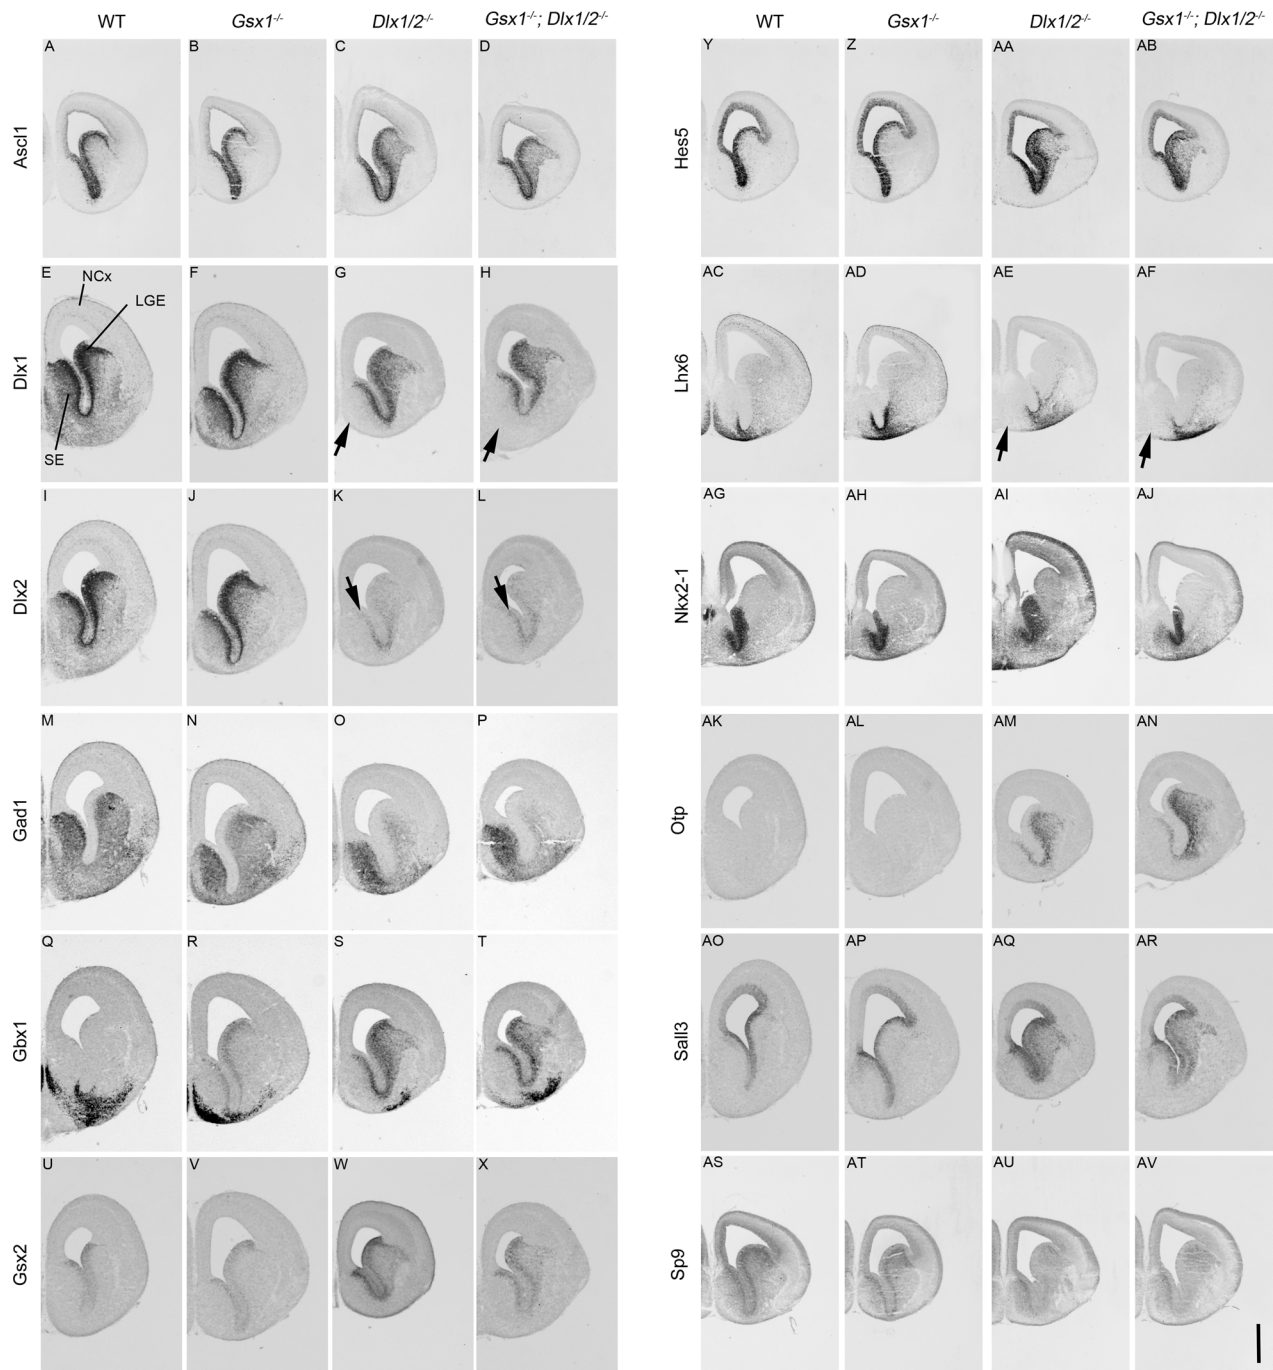 WT Gsx1-/- Dlx1/2-/- Gsx1-/-; Dlx1/2-/- WT Gsx1-/- Dlx1/2-/- Gsx1-/-; Dlx1/2-/-
Ascl1 A B C D Hes5 Y Z AA AB
Dlx1 E F G H Lhx6 AC AD AE AF
NCx
LGE
SE
Dlx2 I J K L Nkx2-1 AG AH AI AJ
Gad1 M N O P Otp AK AL AM AN
Gbx1 Q R S T Sall3 AO AP AQ AR
Gsx2 U V W X Sp9 AS AT AU AV